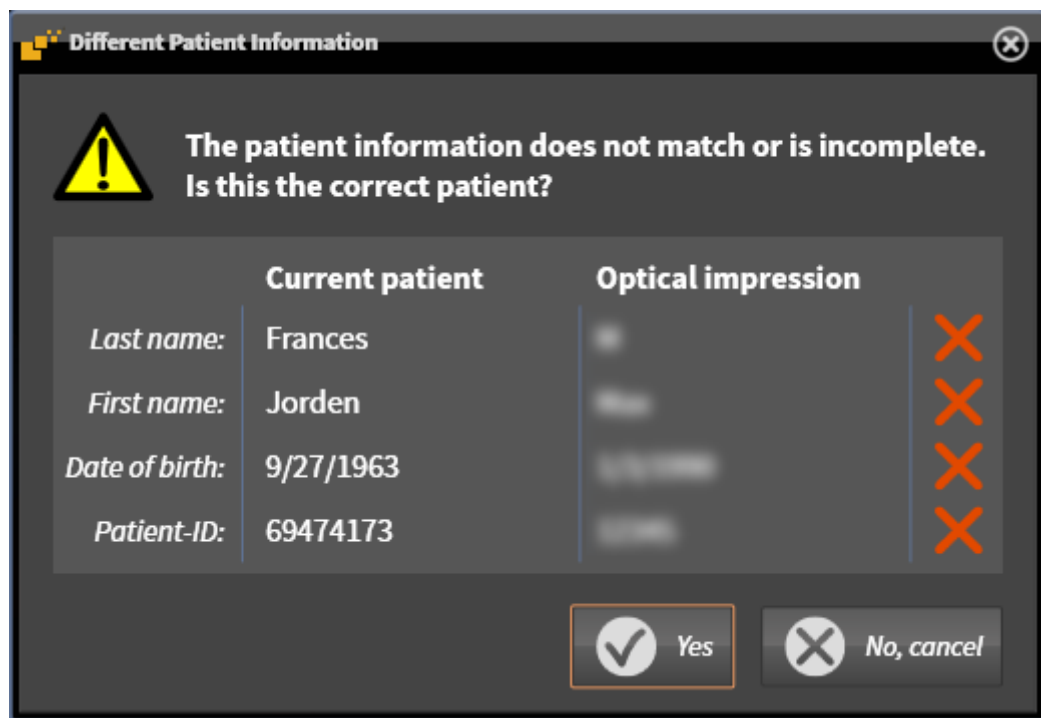 Different Patient Information
The patient information does not match or is incomplete.
Is this the correct patient?
Current patient Optical impression
Last name: Frances
First name: Jorden
Date of birth: 9/27/1963
Patient-ID: 69474173
Yes No, cancel